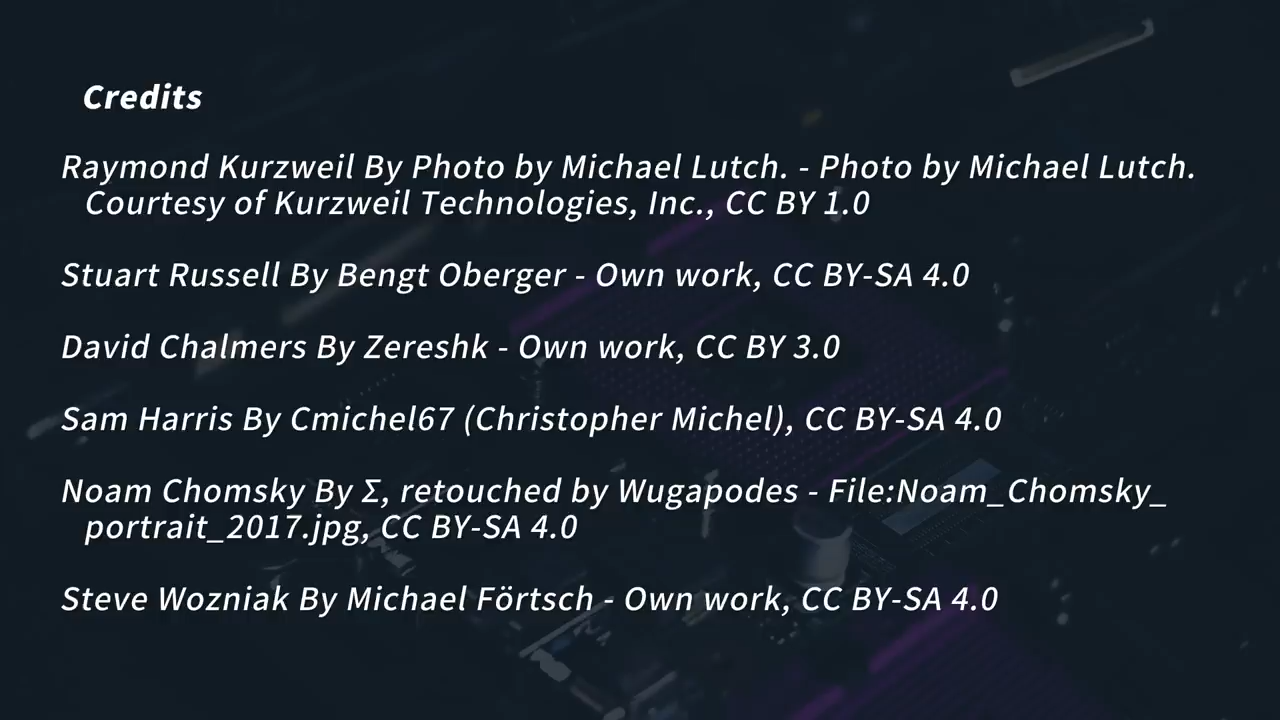 Credits
Raymond Kurzweil By Photo by Michael Lutch. - Photo by Michael Lutch.
Courtesy of Kurzweil Technologies, Inc., CC BY 1.0
Stuart Russell By Bengt Oberger - Own work, CC BY-SA 4.0
David Chalmers By Zereshk - Own work, CC BY 3.0
Sam Harris By Cmichel67 (Christopher Michel), CC BY-SA 4.0
Noam Chomsky By Σ, retouched by Wugapodes - File:Noam_Chomsky_
portrait_2017.jpg, CC BY-SA 4.0
Steve Wozniak By Michael Förtsch - Own work, CC BY-SA 4.0